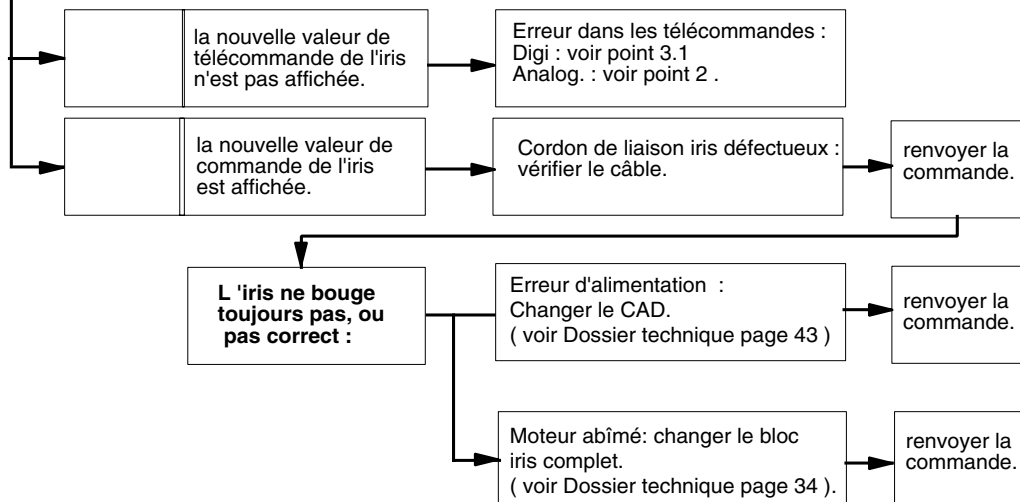 la nouvelle valeur de
télécommande de l'iris
n'est pas affichée.
Erreur dans les télécommandes :
Digi : voir point 3.1
Analog. : voir point 2 .
la nouvelle valeur de
commande de l'iris
est affichée.
Cordon de liaison iris défectueux :
vérifier le câble.
renvoyer la
commande.
L 'iris ne bouge
toujours pas, ou
pas correct :
Erreur d'alimentation :
Changer le CAD.
( voir Dossier technique page 43 )
renvoyer la
commande.
Moteur abîmé: changer le bloc
iris complet.
( voir Dossier technique page 34 ).
renvoyer la
commande.